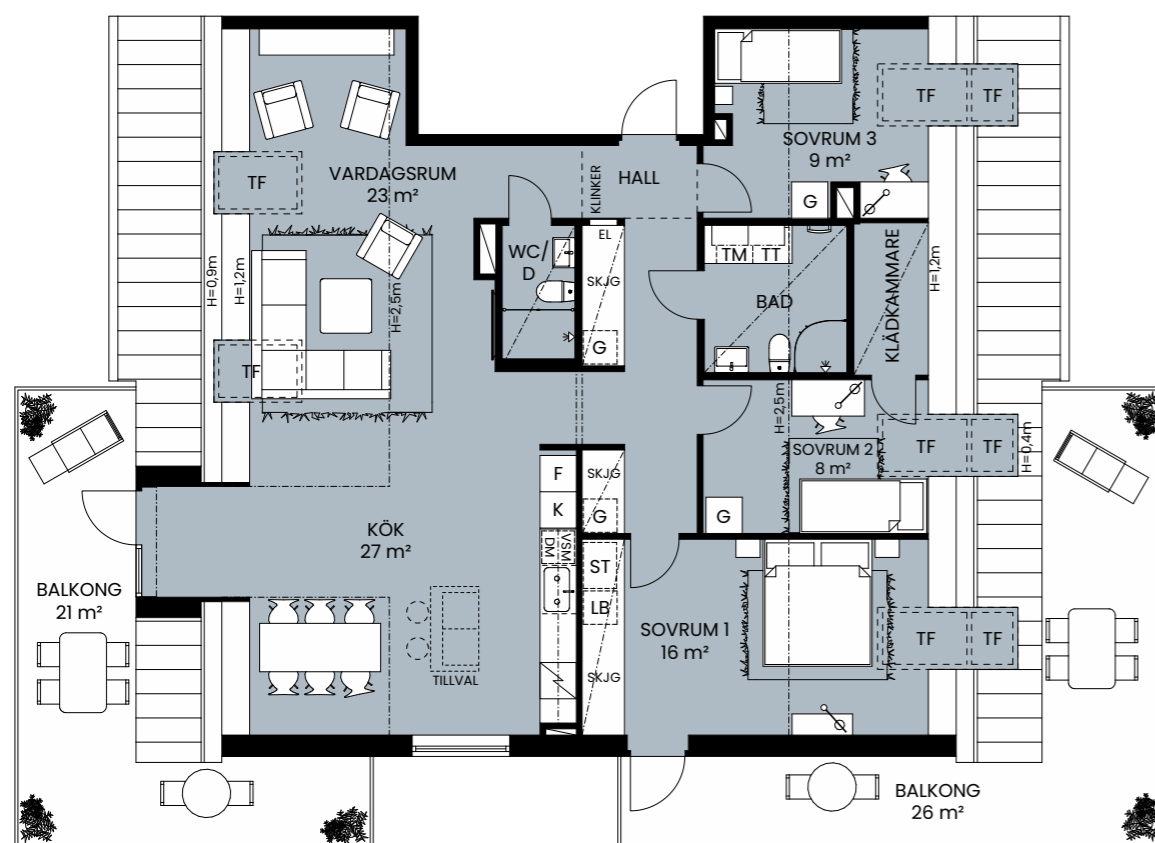 TF
TF
SOVRUM 3
9 m²
TF
VARDAGSRUM
23 m²
KLINKER
HALL
G
WC/
D
EL
SKJG
G
TM
TT
BAD
KLÄDKAMMARE
H=1,2m
H=0,9m
H=1,2m
H=2,5m
TF
H=2,5m
TF
TF
H=0,4m
SOVRUM 2
8 m²
F
K
SKJG
G
G
KÖK
27 m²
VSM
DM
ST
LB
SKJG
BALKONG
21 m²
SOVRUM 1
16 m²
TF
TF
TILLVAL
BALKONG
26 m²